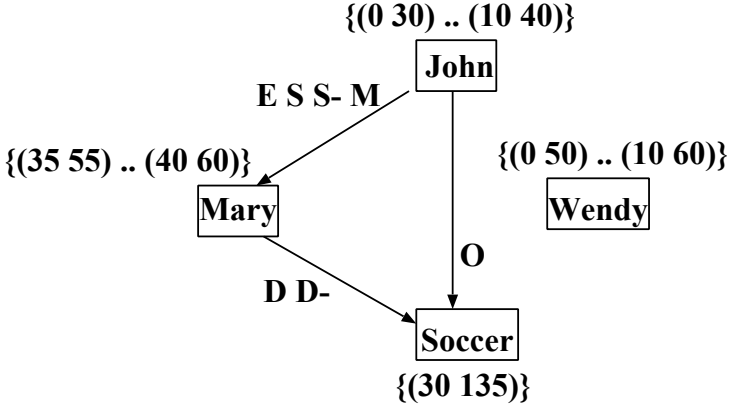 {(0 30) .. (10 40)}
John
E S S- M
{(35 55) .. (40 60)}
{(0 50) .. (10 60)}
Mary
Wendy
O
D D-
Soccer
{(30 135)}